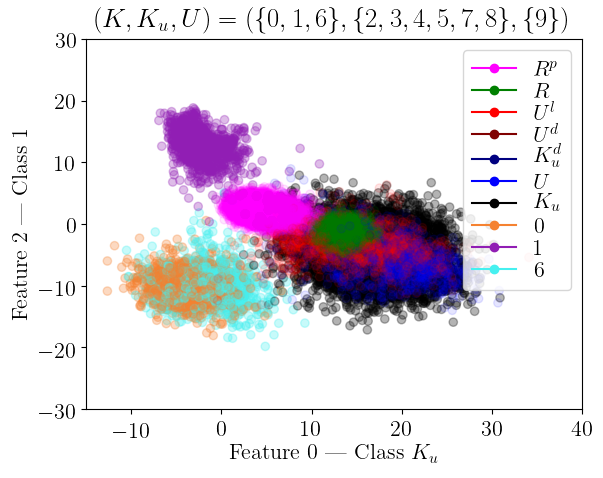 (K, K_u, U) = ({0, 1, 6}, {2, 3, 4, 5, 7, 8}, {9})
30
20
10
0
−10
−20
−30
Feature 2 — Class 1
R^p
R
U^l
U^d
K_u^d
U
K_u
0
1
6
−10 0 10 20 30 40
Feature 0 — Class K_u